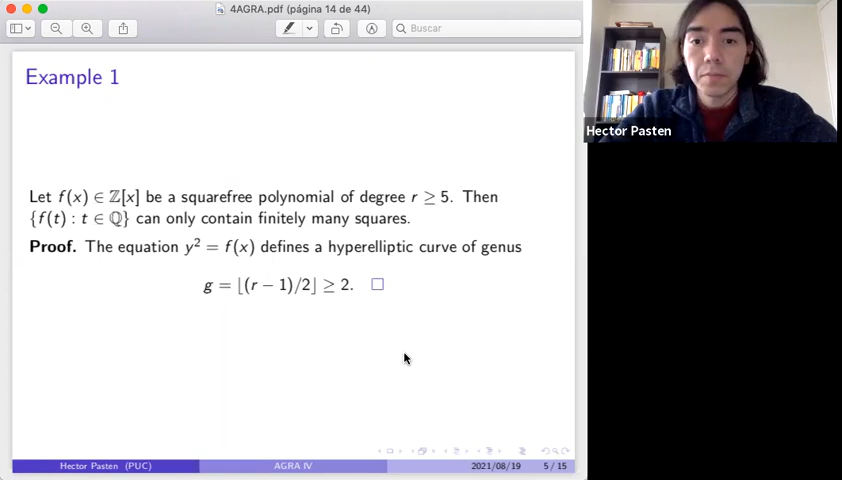 4AGRA.pdf (página 14 de 44)
Buscar
Example 1
Let f(x) ∈ ℤ[x] be a squarefree polynomial of degree r ≥ 5. Then
{f(t) : t ∈ ℚ} can only contain finitely many squares.
Proof. The equation y² = f(x) defines a hyperelliptic curve of genus
g = ⌊(r − 1)/2⌋ ≥ 2. □
Hector Pasten (PUC) AGRA IV 2021/08/19 5 / 15
Hector Pasten